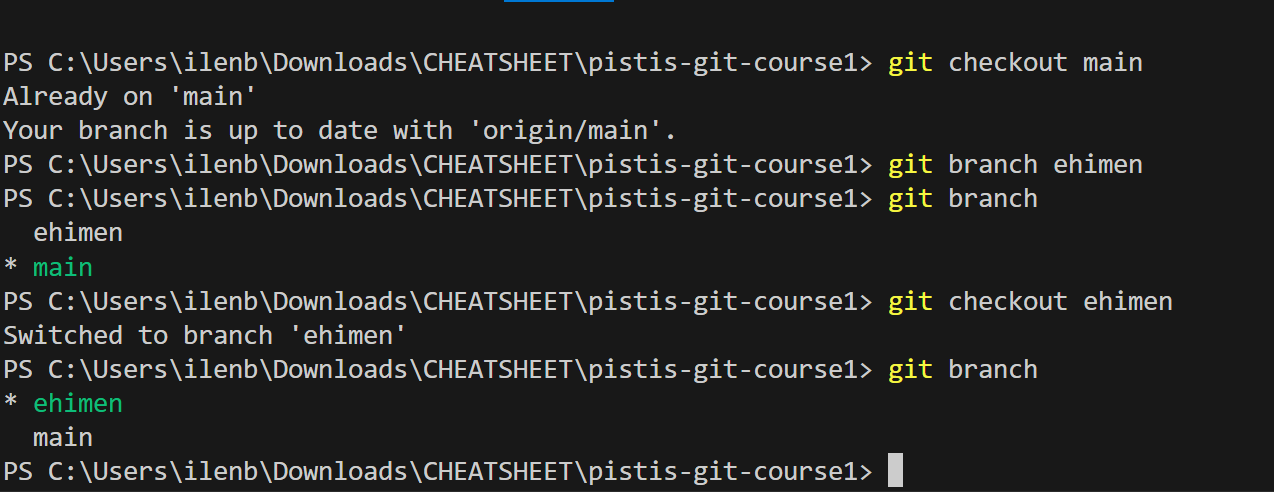 PS C:\Users\ilenb\Downloads\CHEATSHEET\pistis-git-course1> git checkout main
Already on 'main'
Your branch is up to date with 'origin/main'.
PS C:\Users\ilenb\Downloads\CHEATSHEET\pistis-git-course1> git branch ehimen
PS C:\Users\ilenb\Downloads\CHEATSHEET\pistis-git-course1> git branch
  ehimen
* main
PS C:\Users\ilenb\Downloads\CHEATSHEET\pistis-git-course1> git checkout ehimen
Switched to branch 'ehimen'
PS C:\Users\ilenb\Downloads\CHEATSHEET\pistis-git-course1> git branch
* ehimen
  main
PS C:\Users\ilenb\Downloads\CHEATSHEET\pistis-git-course1>